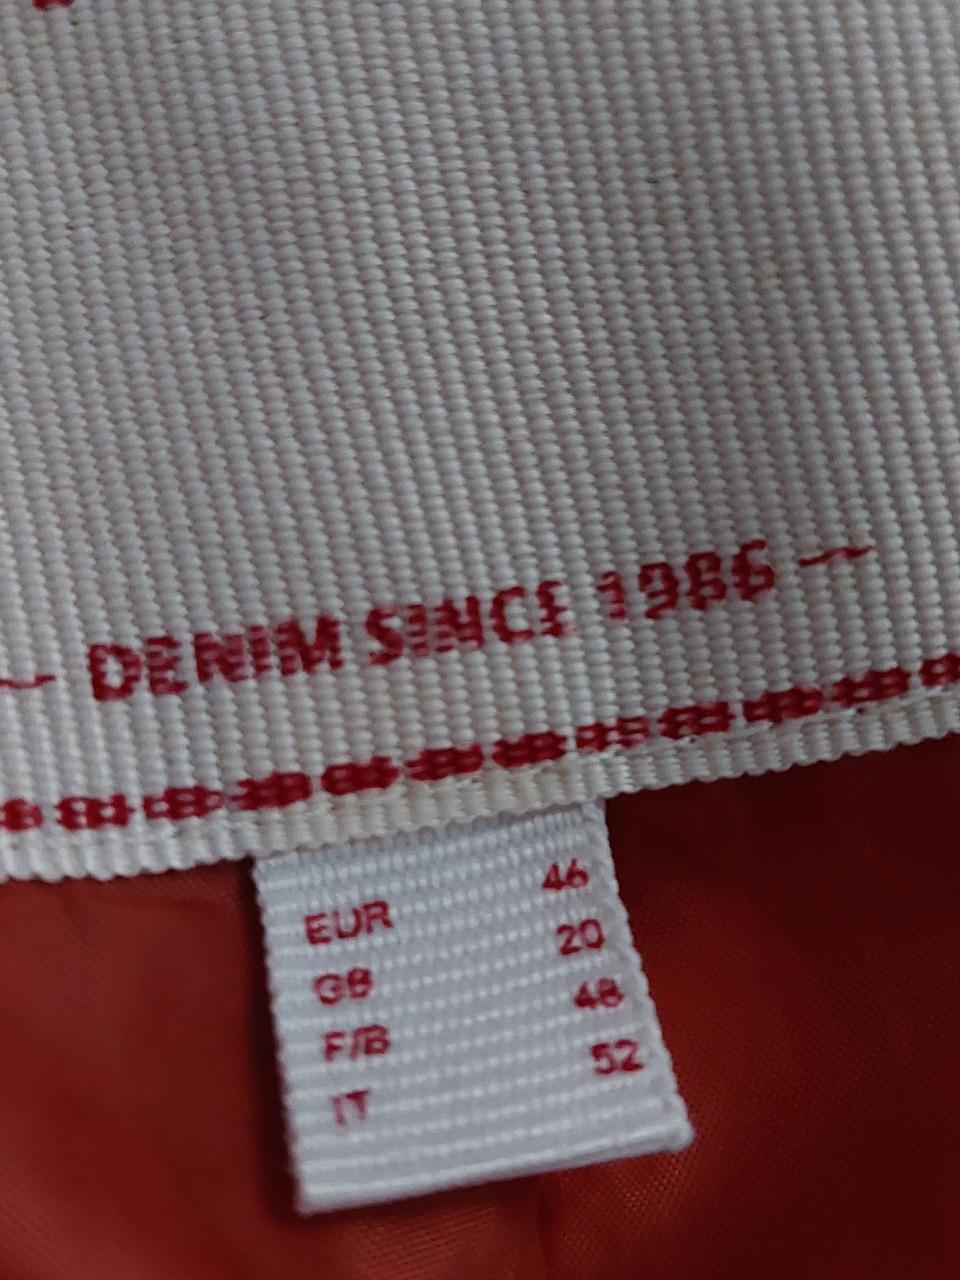 — DENIM SINCE 1986 —
EUR 46
GB 20
F/B 48
IT 52